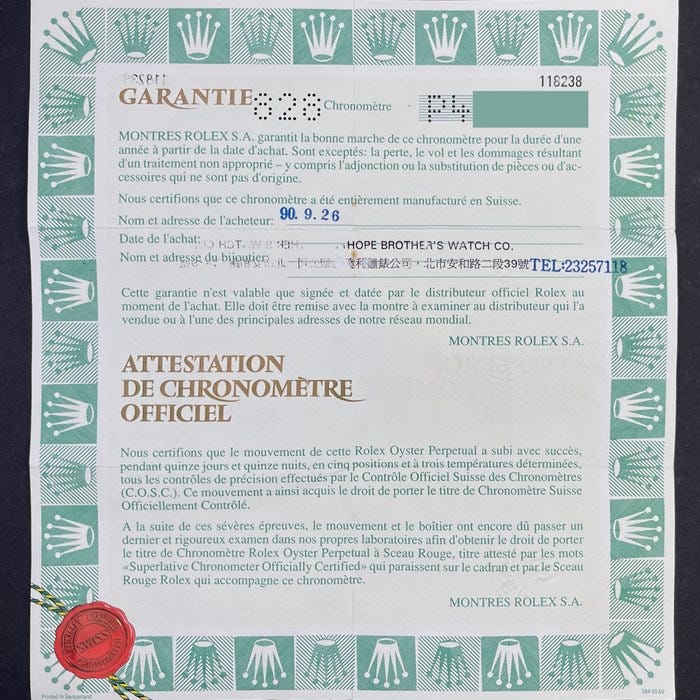 118238
GARANTIE 828 Chronomètre P4
MONTRES ROLEX S.A. garantit la bonne marche de ce chronomètre pour la durée d'une
année à partir de la date d'achat. Sont exceptés: la perte, le vol et les dommages résultant
d'un traitement non approprié – y compris l'adjonction ou la substitution de pièces ou d'ac-
cessoires qui ne sont pas d'origine.
Nous certifions que ce chronomètre a été entièrement manufacturé en Suisse.
Nom et adresse de l'acheteur: 90. 9. 26
Date de l'achat: HOPE BROTHER'S WATCH CO.
Nom et adresse du bijoutier: 錶公司·北市安和路二段39號 TEL:23257118
Cette garantie n'est valable que signée et datée par le distributeur officiel Rolex au
moment de l'achat. Elle doit être remise avec la montre à examiner au distributeur qui l'a
vendue ou à l'une des principales adresses de notre réseau mondial.
MONTRES ROLEX S.A.
ATTESTATION
DE CHRONOMÈTRE
OFFICIEL
Nous certifions que le mouvement de cette Rolex Oyster Perpetual a subi avec succès,
pendant quinze jours et quinze nuits, en cinq positions et à trois températures déterminées,
tous les contrôles de précision effectués par le Contrôle Officiel Suisse des Chronomètres
(C.O.S.C.). Ce mouvement a ainsi acquis le droit de porter le titre de Chronomètre Suisse
Officiellement Contrôlé.
A la suite de ces sévères épreuves, le mouvement et le boîtier ont encore dû passer un
dernier et rigoureux examen dans nos propres laboratoires afin d'obtenir le droit de porter
le titre de Chronomètre Rolex Oyster Perpetual à Sceau Rouge, titre attesté par les mots
«Superlative Chronometer Officially Certified» qui paraissent sur le cadran et par le Sceau
Rouge Rolex qui accompagne ce chronomètre.
MONTRES ROLEX S.A.
SWISS
Printed in Switzerland
564.00.6V